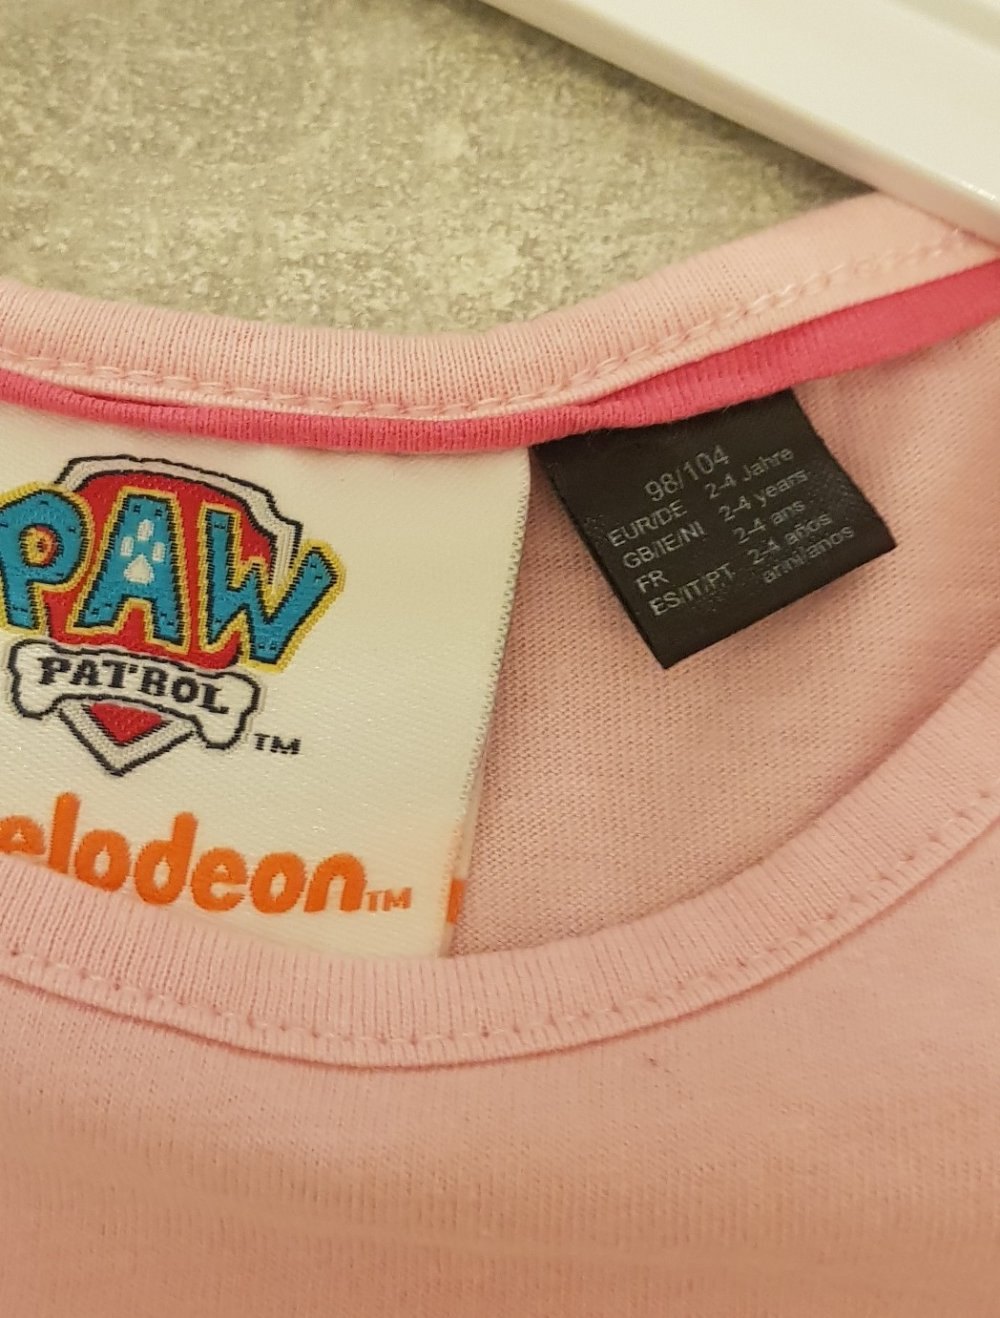 PAW
PATROL
TM
elodeon TM
98/104
EUR/DE 2-4 Jahre
GB/IE/NI 2-4 years
FR 2-4 ans
ES/IT/PT 2-4 años
anni/anos